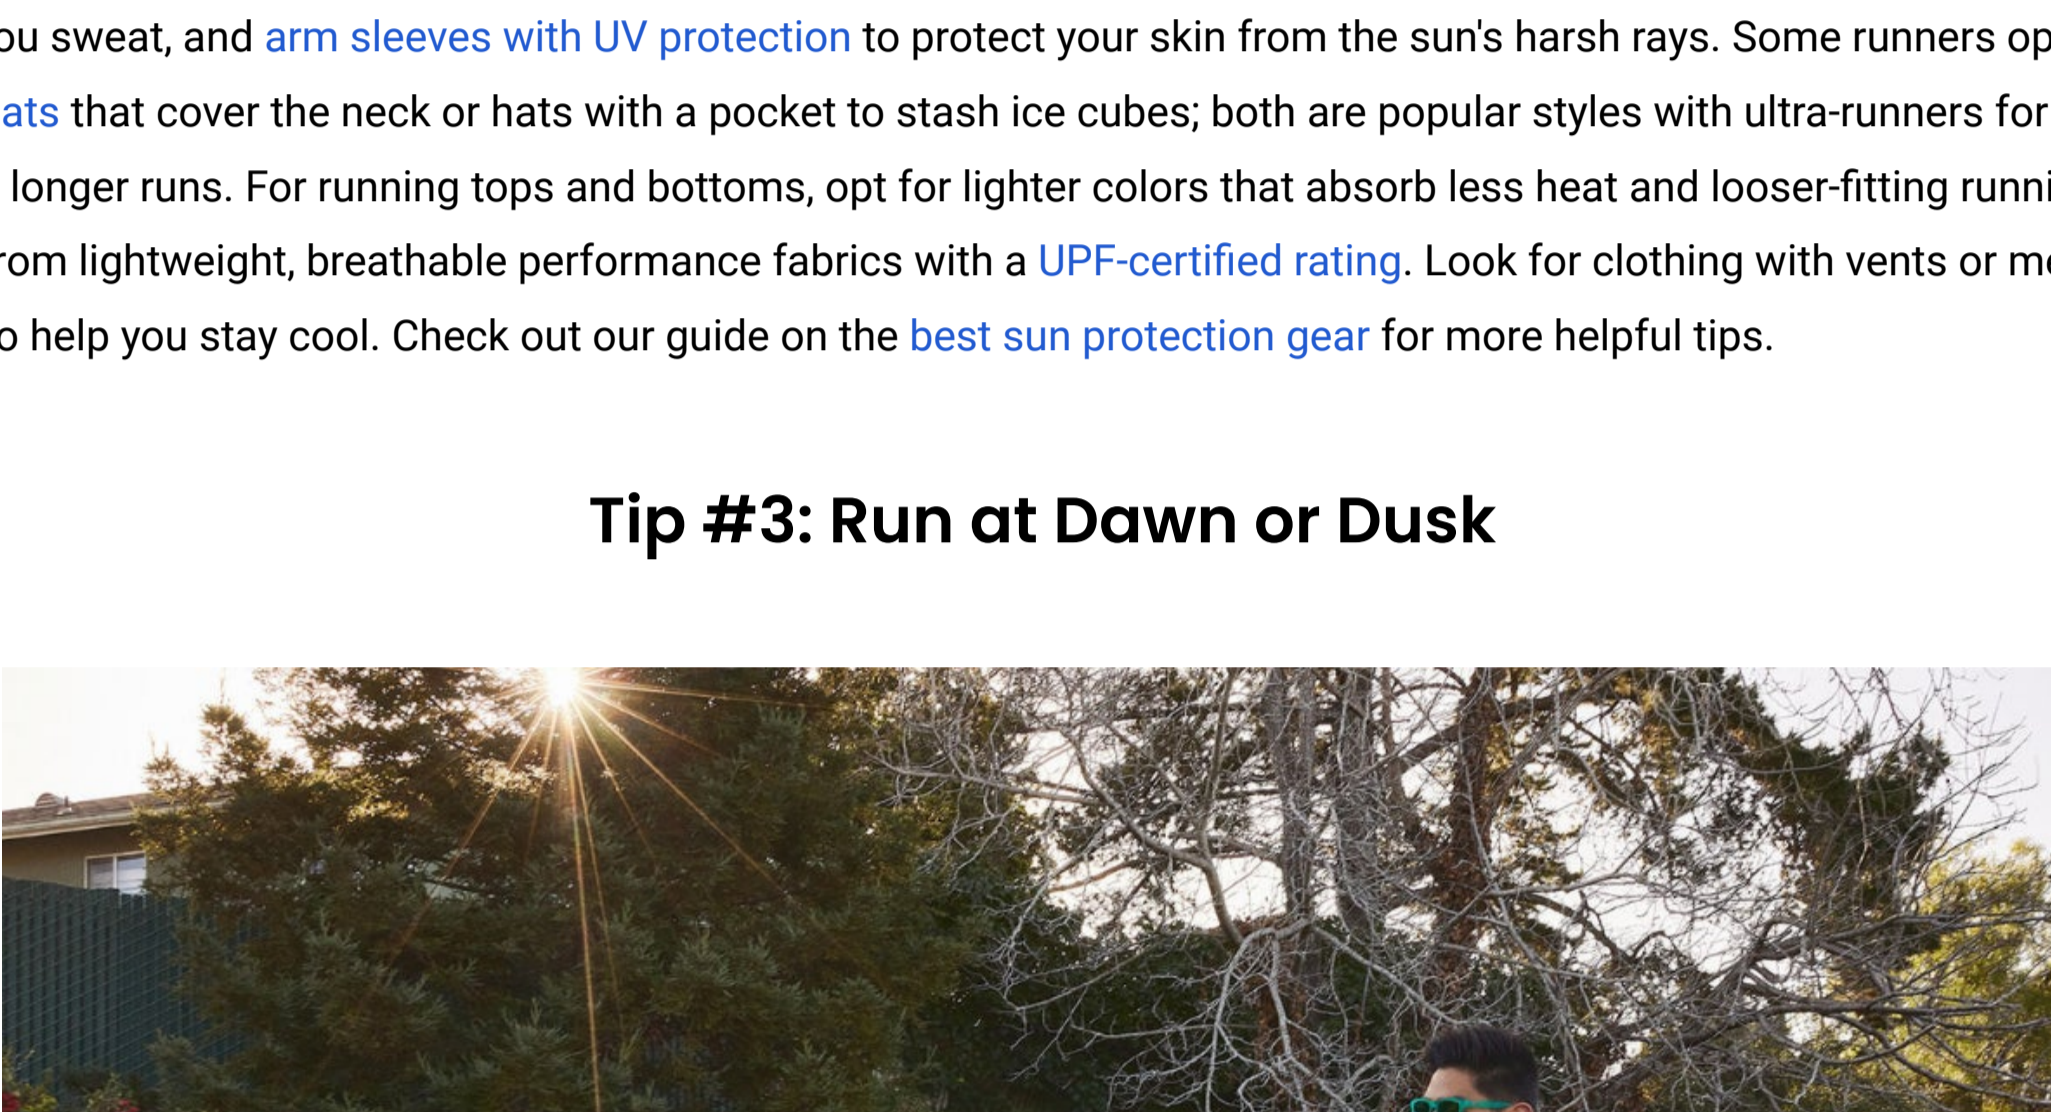 ou sweat, and arm sleeves with UV protection to protect your skin from the sun's harsh rays. Some runners op
ats that cover the neck or hats with a pocket to stash ice cubes; both are popular styles with ultra-runners for
longer runs. For running tops and bottoms, opt for lighter colors that absorb less heat and looser-fitting runni
rom lightweight, breathable performance fabrics with a UPF-certified rating. Look for clothing with vents or me
o help you stay cool. Check out our guide on the best sun protection gear for more helpful tips.
Tip #3: Run at Dawn or Dusk